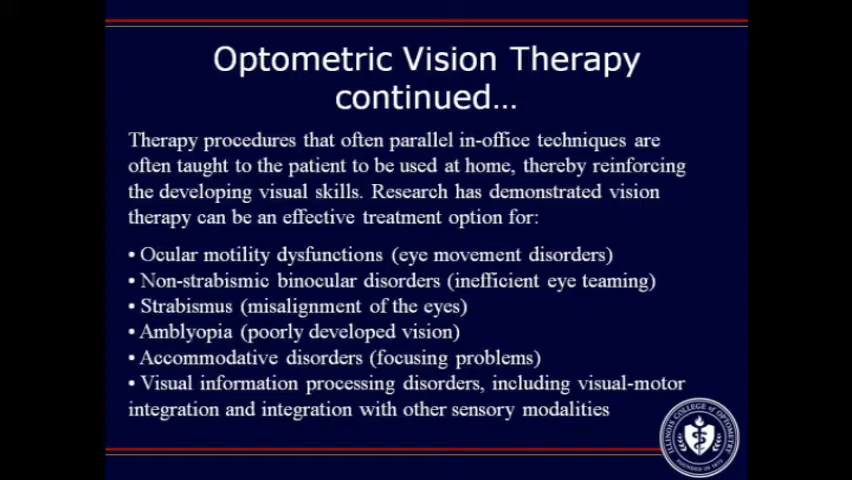 Optometric Vision Therapy
continued…
Therapy procedures that often parallel in-office techniques are
often taught to the patient to be used at home, thereby reinforcing
the developing visual skills. Research has demonstrated vision
therapy can be an effective treatment option for:
• Ocular motility dysfunctions (eye movement disorders)
• Non-strabismic binocular disorders (inefficient eye teaming)
• Strabismus (misalignment of the eyes)
• Amblyopia (poorly developed vision)
• Accommodative disorders (focusing problems)
• Visual information processing disorders, including visual-motor
integration and integration with other sensory modalities
ILLINOIS COLLEGE of OPTOMETRY